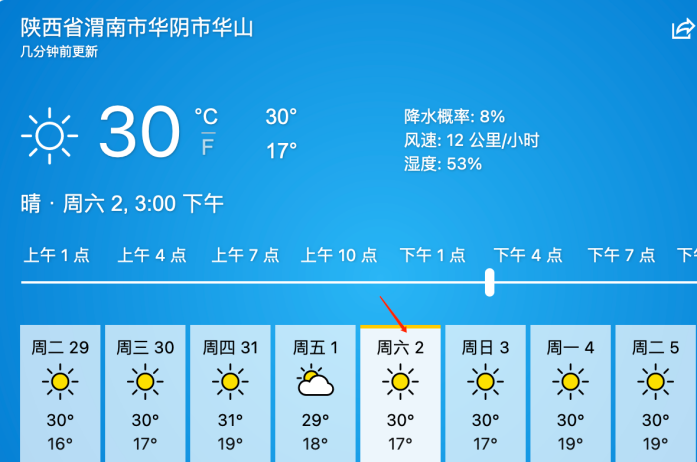 陕西省渭南市华阴市华山
几分钟前更新
30 °C F 30° 17°
降水概率: 8%
风速: 12 公里/小时
湿度: 53%
晴 · 周六 2, 3:00 下午
上午 1 点 上午 4 点 上午 7 点 上午 10 点 下午 1 点 下午 4 点 下午 7 点
周二 29 周三 30 周四 31 周五 1 周六 2 周日 3 周一 4 周二 5
30° 30° 31° 29° 30° 30° 30° 30°
16° 17° 19° 18° 17° 17° 19° 19°